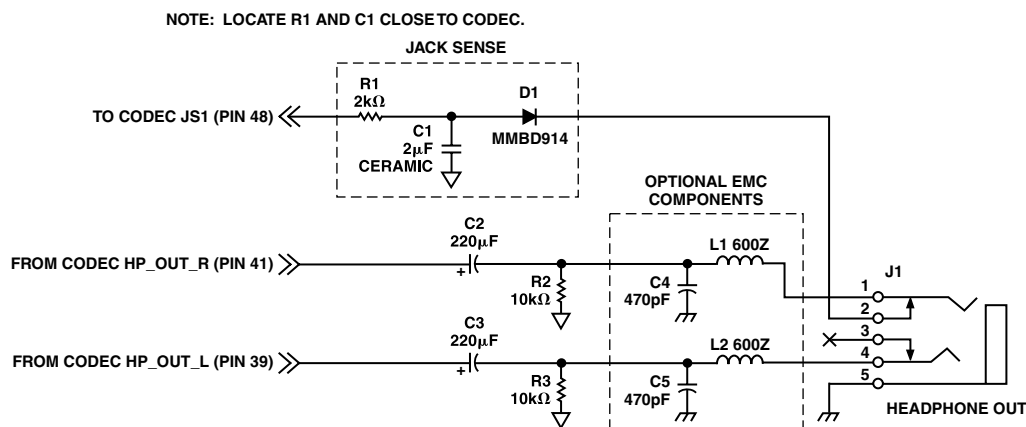 NOTE: LOCATE R1 AND C1 CLOSE TO CODEC.
JACK SENSE
R1
2kΩ
D1
TO CODEC JS1 (PIN 48)
C1
2µF
CERAMIC
MMBD914
OPTIONAL EMC
COMPONENTS
C2
220µF
L1 600Z
FROM CODEC HP_OUT_R (PIN 41)
+
R2
10kΩ
C4
470pF
J1
1
2
3
4
5
C3
220µF
L2 600Z
FROM CODEC HP_OUT_L (PIN 39)
+
R3
10kΩ
C5
470pF
HEADPHONE OUT